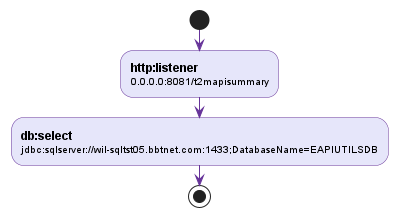 http:listener
0.0.0.0:8081/t2mapisummary
db:select
jdbc:sqlserver://wil-sqltst05.bbtnet.com:1433;DatabaseName=EAPIUTILSDB